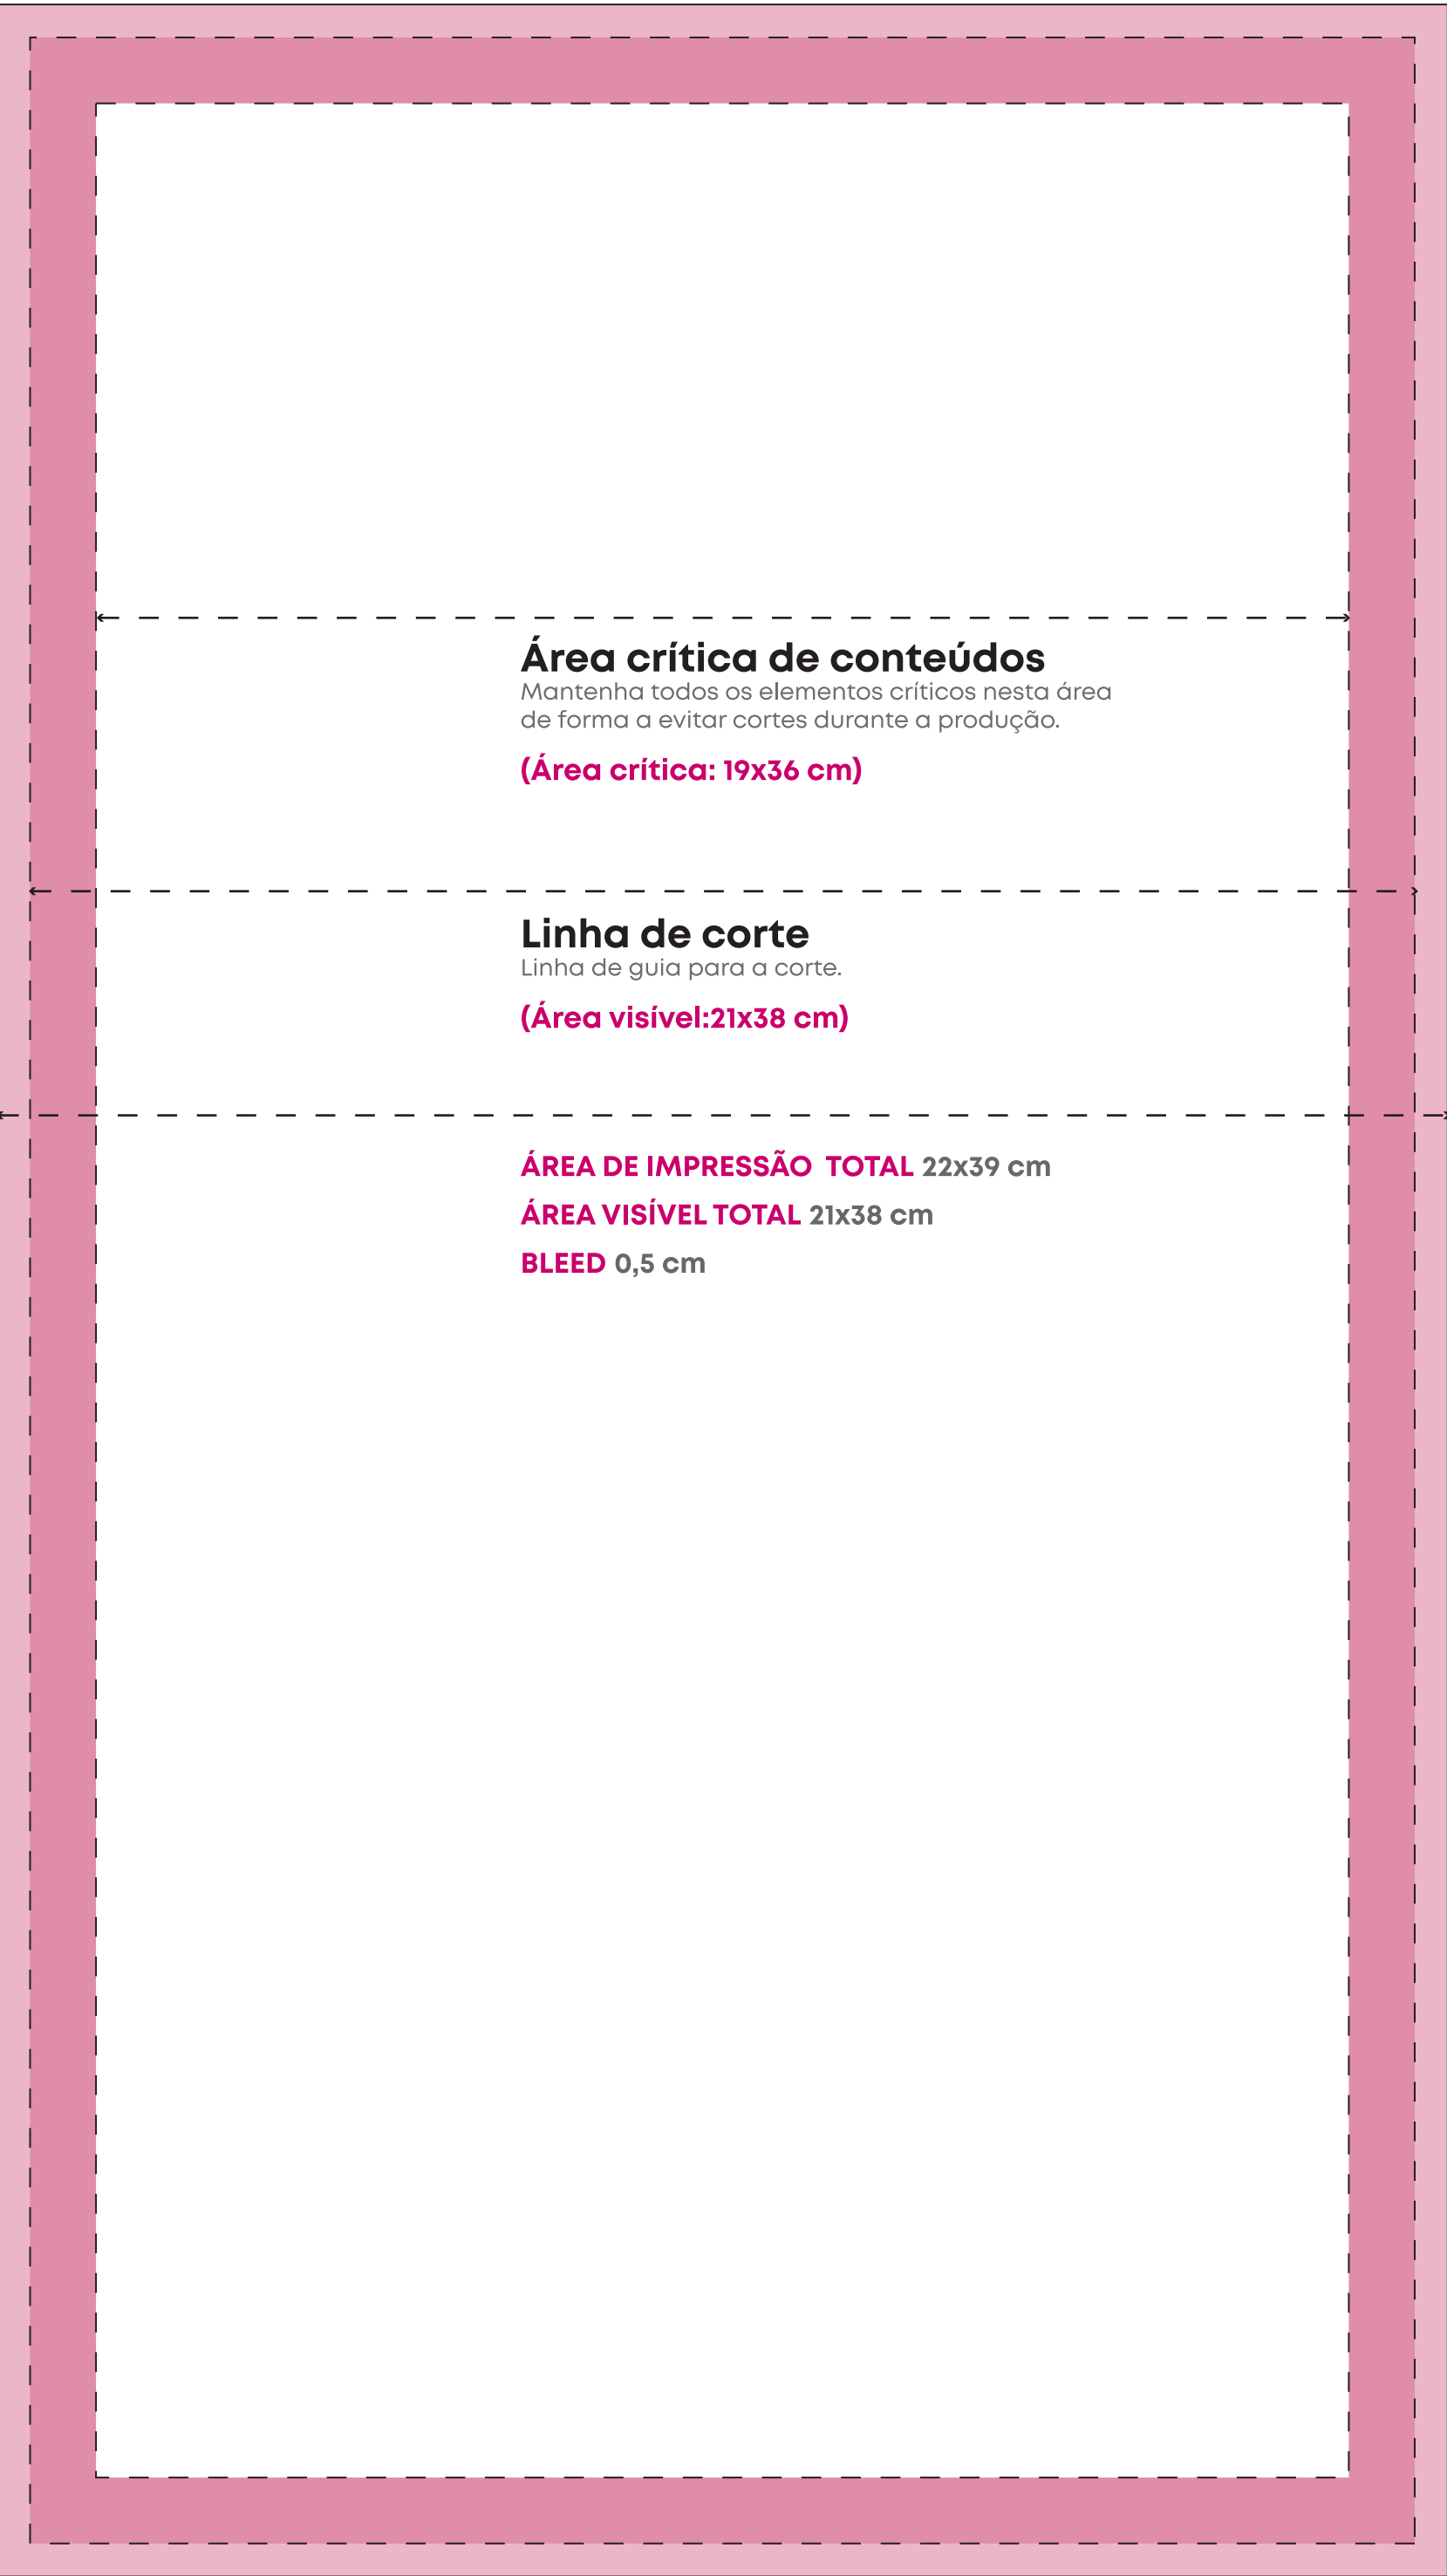 Área crítica de conteúdos
Mantenha todos os elementos críticos nesta área
de forma a evitar cortes durante a produção.
(Área crítica: 19x36 cm)
Linha de corte
Linha de guia para a corte.
(Área visível:21x38 cm)
ÁREA DE IMPRESSÃO  TOTAL 22x39 cm
ÁREA VISÍVEL TOTAL 21x38 cm
BLEED 0,5 cm